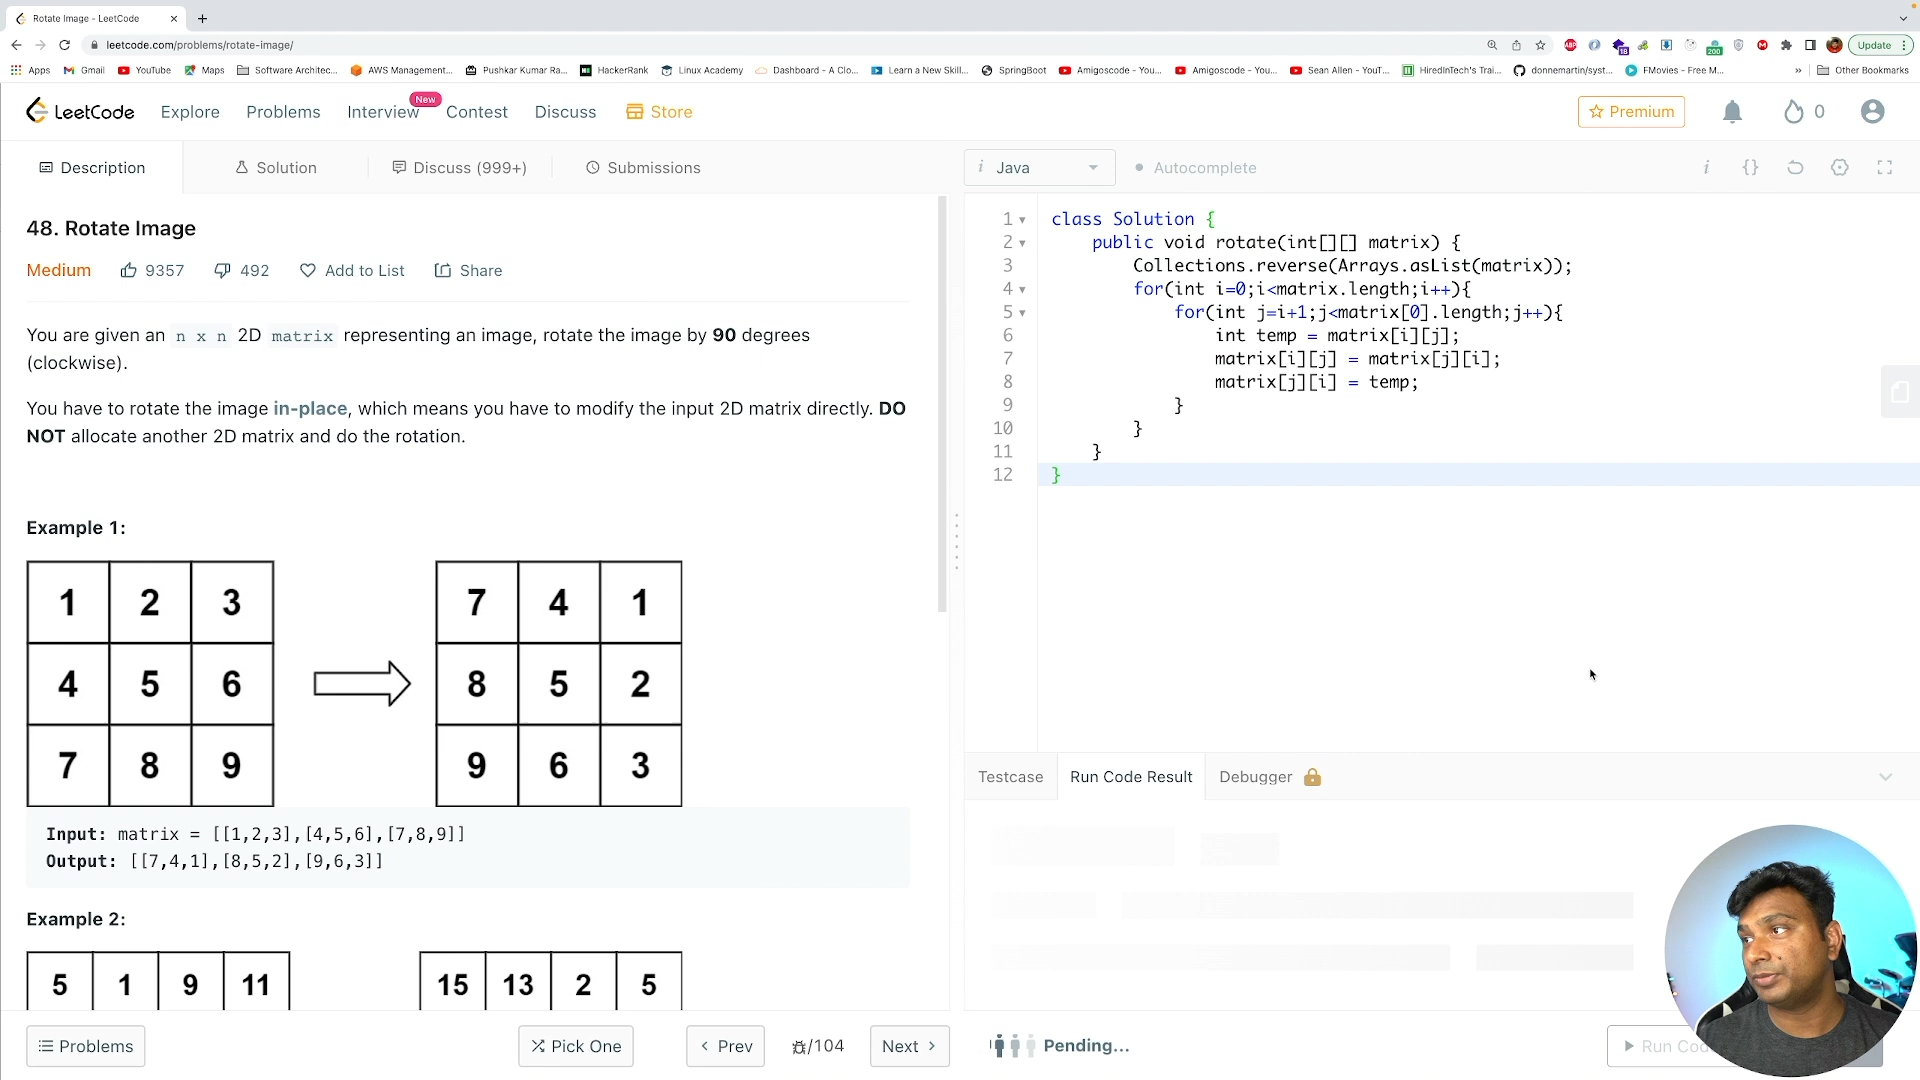 Rotate Image - LeetCode
leetcode.com/problems/rotate-image/
Update
Apps
Gmail
YouTube
Maps
Software Architec...
AWS Management...
Pushkar Kumar Ra...
HackerRank
Linux Academy
Dashboard - A Clo...
Learn a New Skill...
SpringBoot
Amigoscode - You...
Amigoscode - You...
Sean Allen - YouT...
HiredInTech's Trai...
donnemartin/syst...
FMovies - Free M...
Other Bookmarks
LeetCode
Explore
Problems
Interview
New
Contest
Discuss
Store
Premium
0
Description
Solution
Discuss (999+)
Submissions
Java
Autocomplete
48. Rotate Image
Medium
9357
492
Add to List
Share
You are given an n x n 2D matrix representing an image, rotate the image by 90 degrees
(clockwise).
You have to rotate the image in-place, which means you have to modify the input 2D matrix directly. DO
NOT allocate another 2D matrix and do the rotation.
Example 1:
1 2 3
4 5 6
7 8 9
7 4 1
8 5 2
9 6 3
Input: matrix = [[1,2,3],[4,5,6],[7,8,9]]
Output: [[7,4,1],[8,5,2],[9,6,3]]
Example 2:
5 1 9 11
15 13 2 5
Problems
Pick One
Prev
/104
Next
1 class Solution {
2 public void rotate(int[][] matrix) {
3 Collections.reverse(Arrays.asList(matrix));
4 for(int i=0;i<matrix.length;i++){
5 for(int j=i+1;j<matrix[0].length;j++){
6 int temp = matrix[i][j];
7 matrix[i][j] = matrix[j][i];
8 matrix[j][i] = temp;
9 }
10 }
11 }
12 }
Testcase
Run Code Result
Debugger
Pending...
Run Co